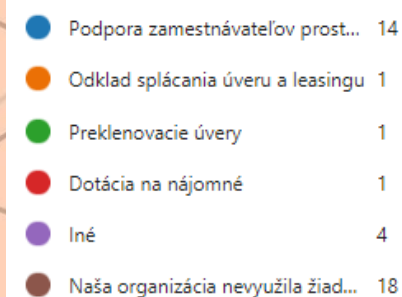 Podpora zamestnávateľov prost... 14
Odklad splácania úveru a leasingu 1
Preklenovacie úvery 1
Dotácia na nájomné 1
Iné 4
Naša organizácia nevyužila žiad... 18